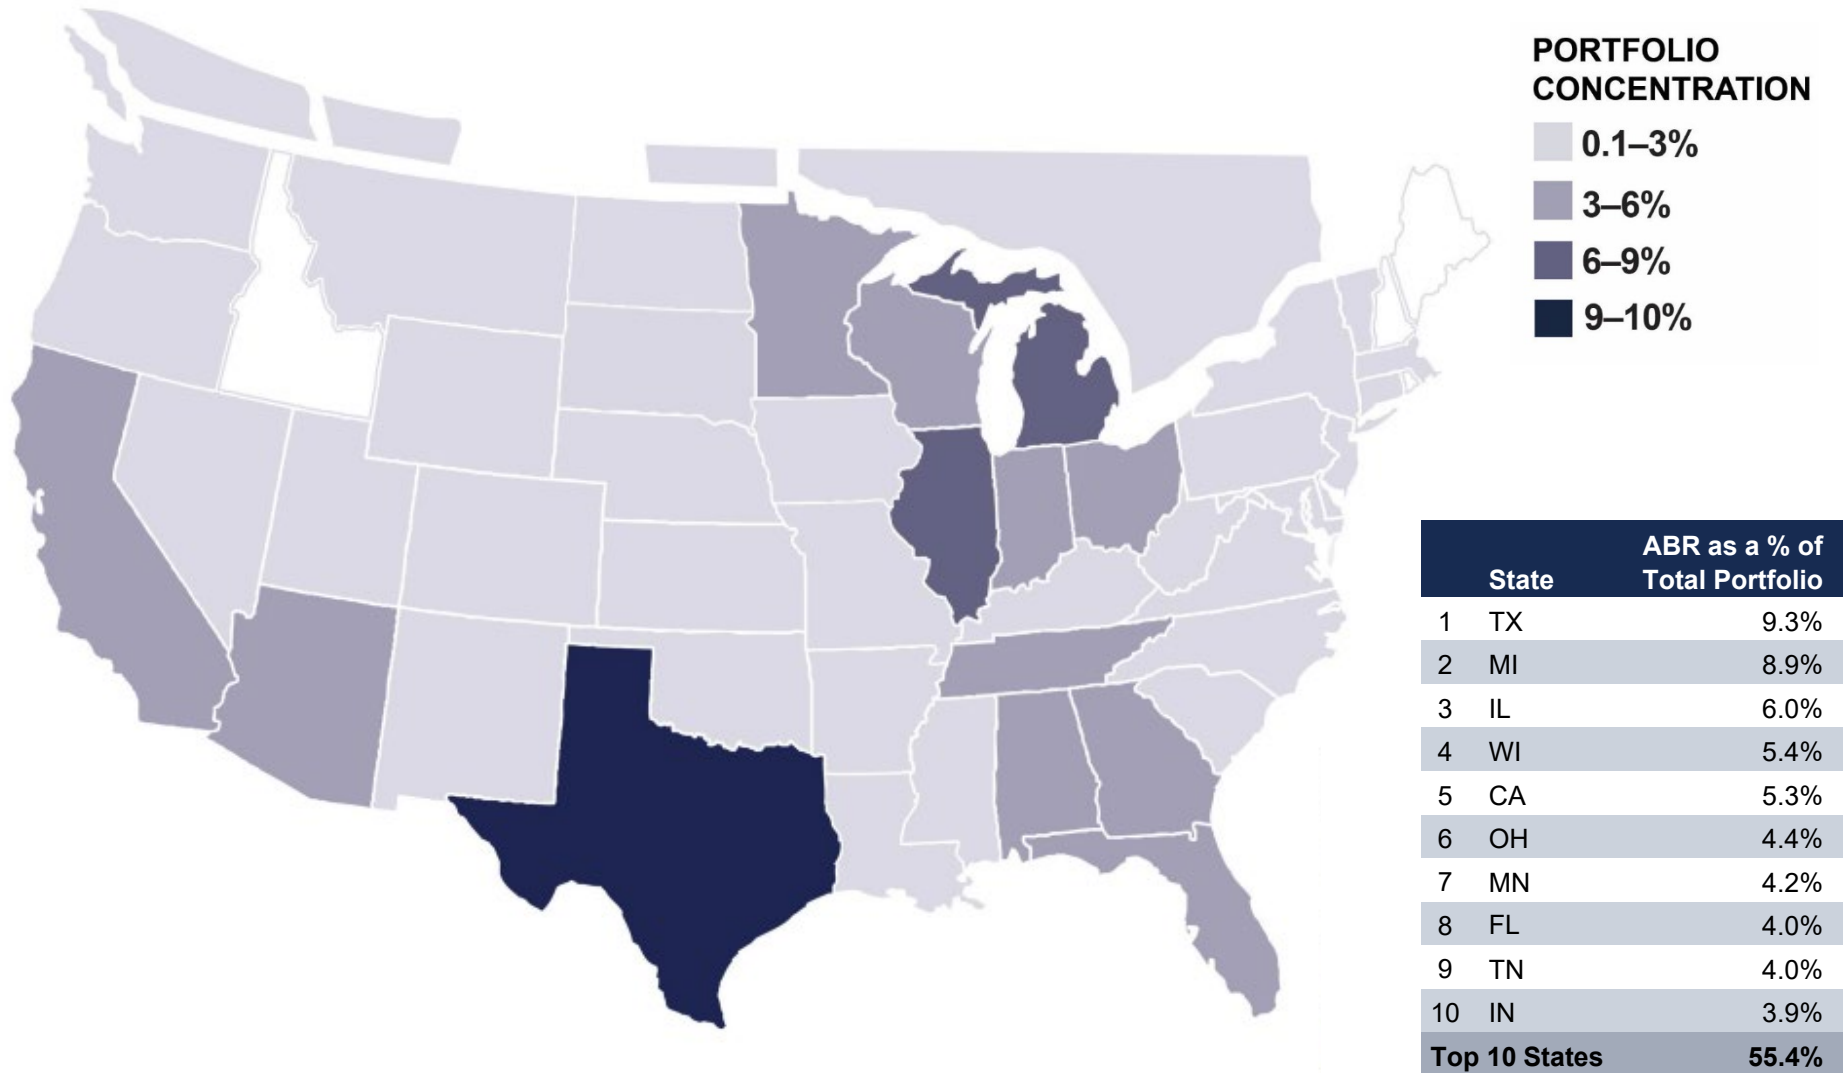 PORTFOLIO
CONCENTRATION
0.1–3%
3–6%
6–9%
9–10%
State ABR as a % of
Total Portfolio
1 TX 9.3%
2 MI 8.9%
3 IL 6.0%
4 WI 5.4%
5 CA 5.3%
6 OH 4.4%
7 MN 4.2%
8 FL 4.0%
9 TN 4.0%
10 IN 3.9%
Top 10 States 55.4%